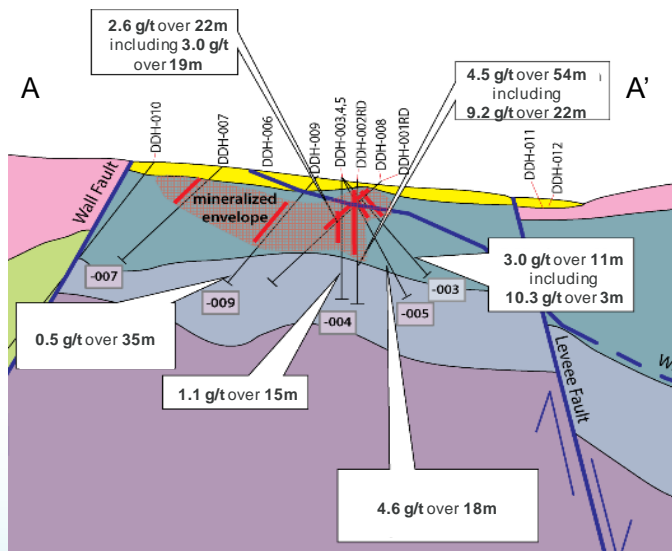 2.6 g/t over 22m
including 3.0 g/t
over 19m
4.5 g/t over 54m
including
9.2 g/t over 22m
A
A’
DDH-010
DDH-007
DDH-006
DDH-009
DDH-003,4,5
DDH-002RD
DDH-008
DDH-001RD
DDH-011
DDH-012
Wall Fault
mineralized
envelope
3.0 g/t over 11m
including
10.3 g/t over 3m
-007
-009
-003
-004
-005
0.5 g/t over 35m
1.1 g/t over 15m
Leveee Fault
W
4.6 g/t over 18m